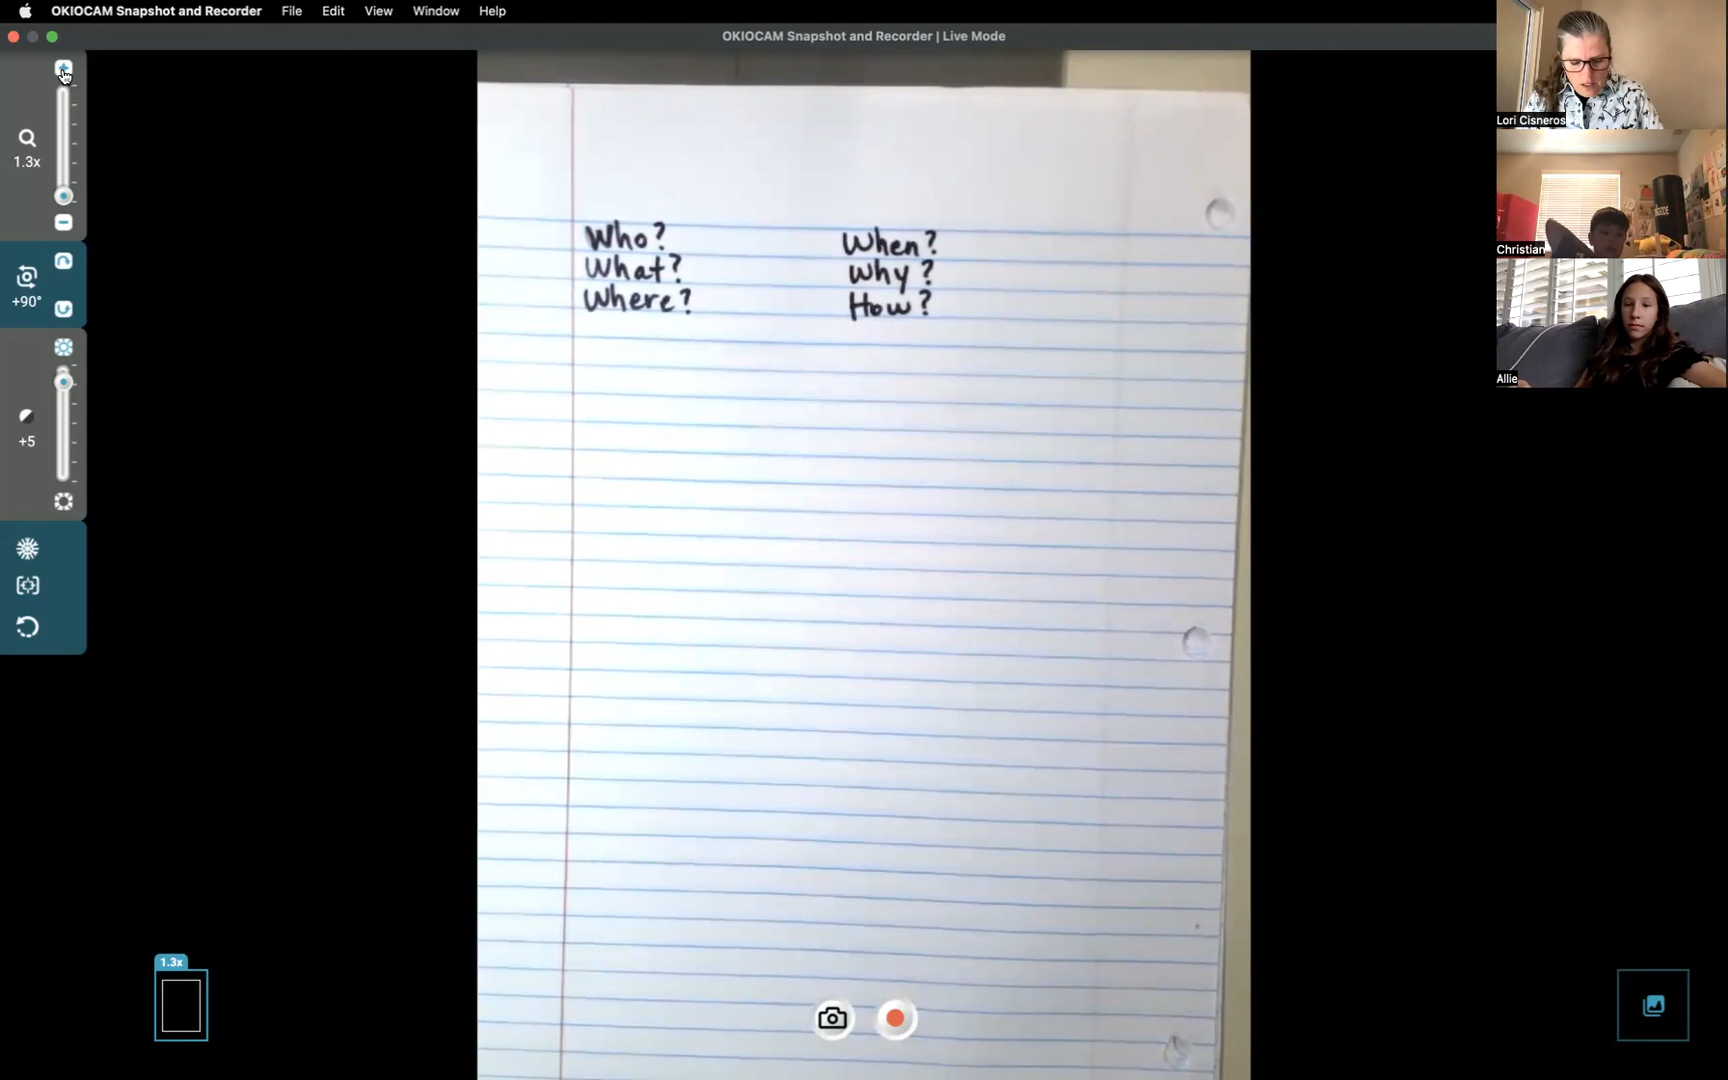 OKIOCAM Snapshot and Recorder File Edit View Window Help
OKIOCAM Snapshot and Recorder | Live Mode
1.3x
+90°
+5
Who?
What?
Where?
When?
Why?
How?
1.3x
Lori Cisneros
Christian
Allie